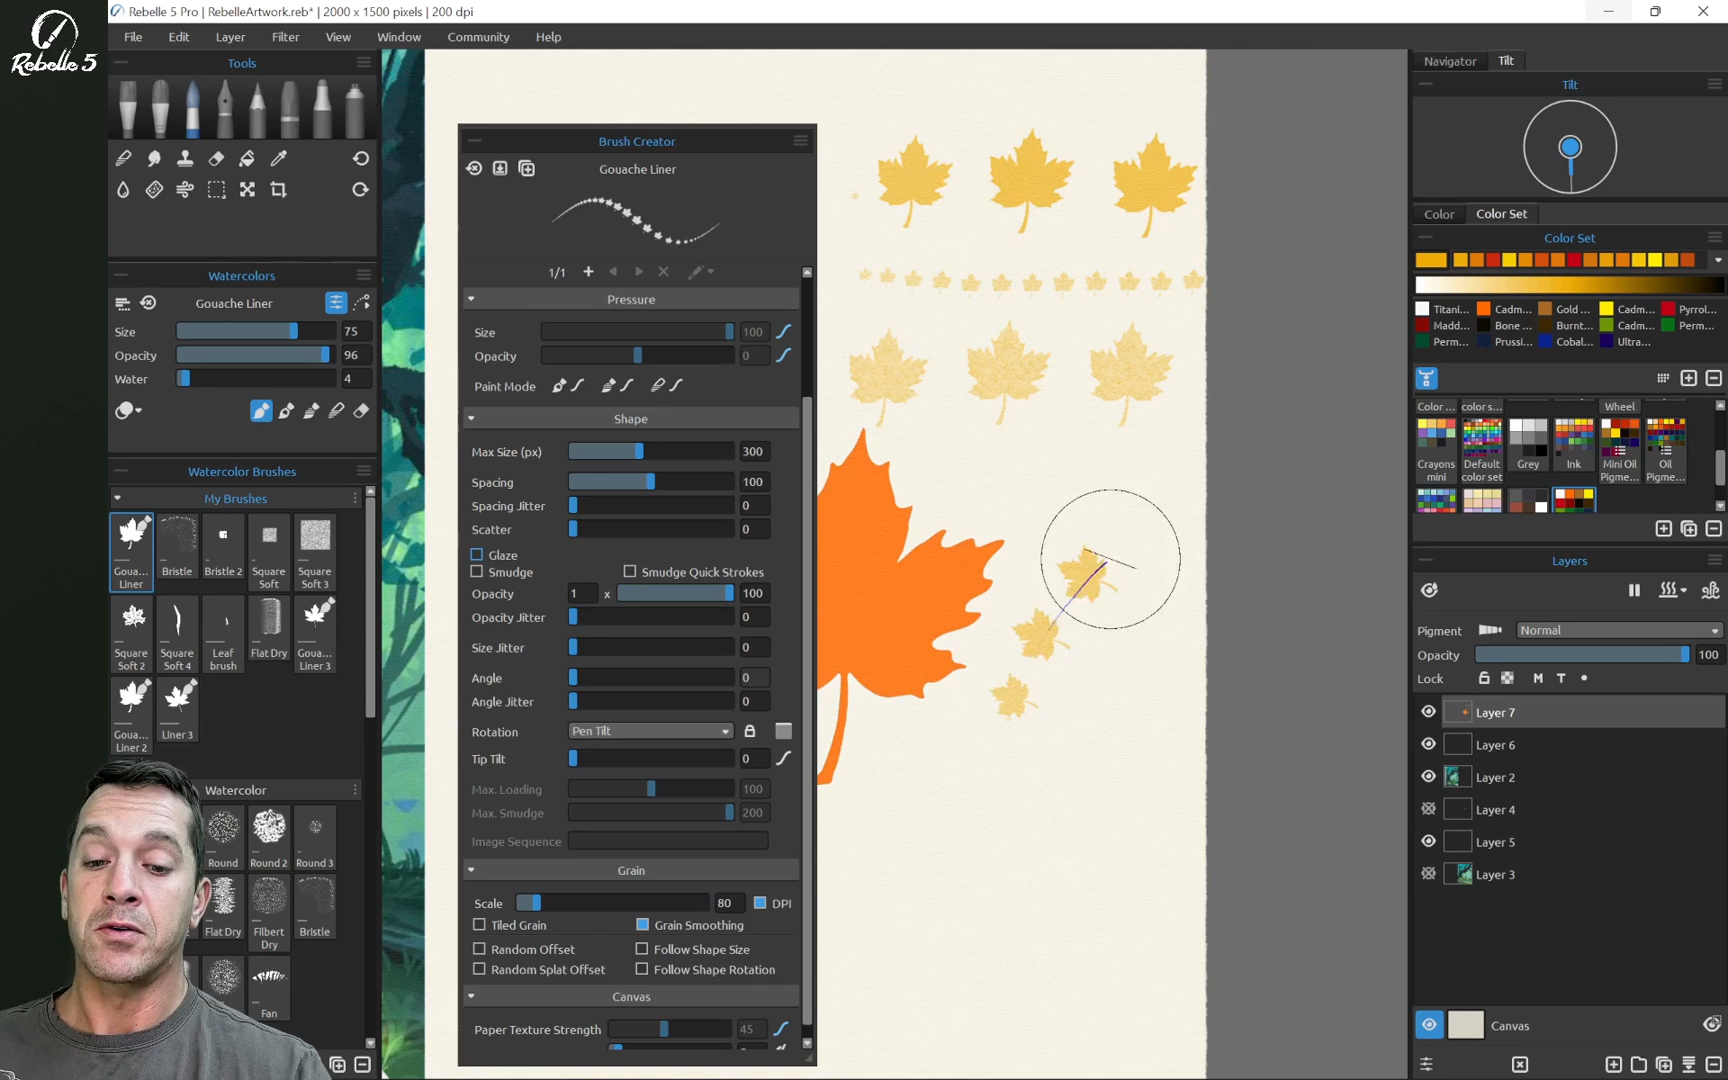 Rebelle 5 Pro | RebelleArtwork.reb* | 2000 x 1500 pixels | 200 dpi
Rebelle 5
File Edit Layer Filter View Window Community Help
Tools
Watercolors
Gouache Liner
Size 75
Opacity 96
Water 4
Watercolor Brushes
My Brushes
Goua... Liner
Bristle
Bristle 2
Square Soft
Square Soft 3
Square Soft 2
Square Soft 4
Leaf brush
Flat Dry
Goua... Liner 3
Goua... Liner 2
Liner 3
Watercolor
Round
Round 2
Round 3
Flat Dry
Filbert Dry
Bristle
Fan
Brush Creator
Gouache Liner
1/1
Pressure
Size 100
Opacity 0
Paint Mode
Shape
Max Size (px) 300
Spacing 100
Spacing Jitter 0
Scatter 0
Glaze
Smudge Smudge Quick Strokes
Opacity 1 x 100
Opacity Jitter 0
Size Jitter 0
Angle 0
Angle Jitter 0
Rotation Pen Tilt
Tip Tilt 0
Max. Loading 100
Max. Smudge 200
Image Sequence
Grain
Scale 80 DPI
Tiled Grain Grain Smoothing
Random Offset Follow Shape Size
Random Splat Offset Follow Shape Rotation
Canvas
Paper Texture Strength 45
Navigator Tilt
Tilt
Color Color Set
Color Set
Titani... Cadm... Gold ... Cadm... Pyrrol...
Madd... Bone ... Burnt... Cadm... Perm...
Perm... Prussi... Cobal... Ultra...
Color ... color s... Wheel
Crayons mini
Default color set
Grey
Ink
Mini Oil Pigme...
Oil Pigme...
Layers
Pigment Normal
Opacity 100
Lock M T
Layer 7
Layer 6
Layer 2
Layer 4
Layer 5
Layer 3
Canvas